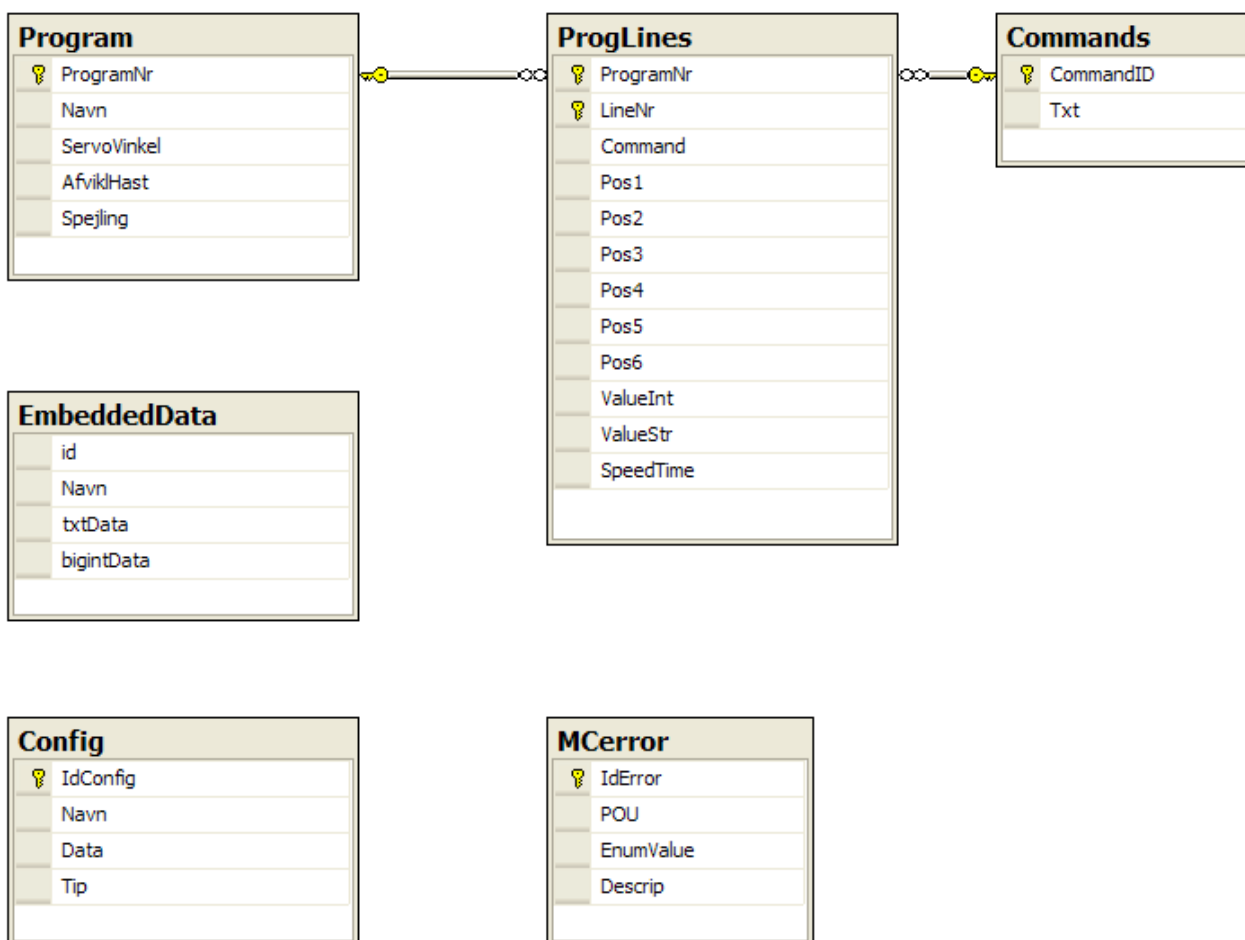 Program
ProgramNr
Navn
ServoVinkel
AfviklHast
Spejling
ProgLines
ProgramNr
LineNr
Command
Pos1
Pos2
Pos3
Pos4
Pos5
Pos6
ValueInt
ValueStr
SpeedTime
Commands
CommandID
Txt
EmbeddedData
id
Navn
txtData
bigintData
Config
IdConfig
Navn
Data
Tip
MCerror
IdError
POU
EnumValue
Descrip